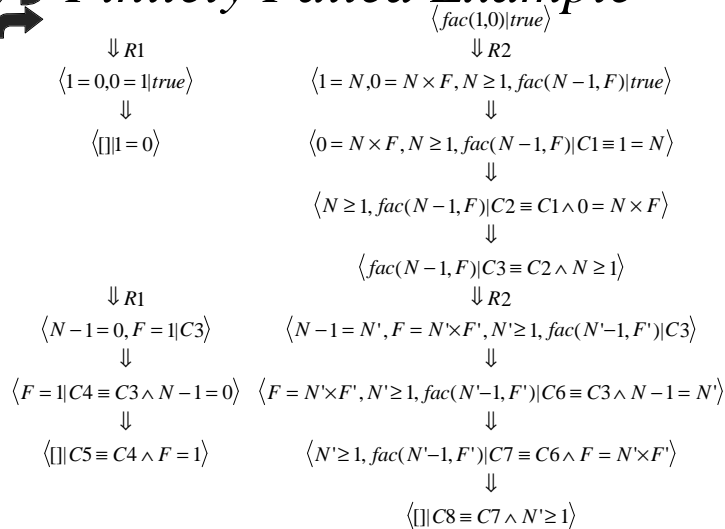 Finitely Failed Example
⟨fac(1,0)|true⟩
⇓ R1 ⇓ R2
⟨1=0,0=1|true⟩ ⟨1=N,0=N×F,N≥1,fac(N−1,F)|true⟩
⇓ ⇓
⟨[]|1=0⟩ ⟨0=N×F,N≥1,fac(N−1,F)|C1≡1=N⟩
⇓
⟨N≥1,fac(N−1,F)|C2≡C1∧0=N×F⟩
⇓
⟨fac(N−1,F)|C3≡C2∧N≥1⟩
⇓ R1 ⇓ R2
⟨N−1=0,F=1|C3⟩ ⟨N−1=N',F=N'×F',N'≥1,fac(N'−1,F')|C3⟩
⇓ ⇓
⟨F=1|C4≡C3∧N−1=0⟩ ⟨F=N'×F',N'≥1,fac(N'−1,F')|C6≡C3∧N−1=N'⟩
⇓ ⇓
⟨[]|C5≡C4∧F=1⟩ ⟨N'≥1,fac(N'−1,F')|C7≡C6∧F=N'×F'⟩
⇓
⟨[]|C8≡C7∧N'≥1⟩